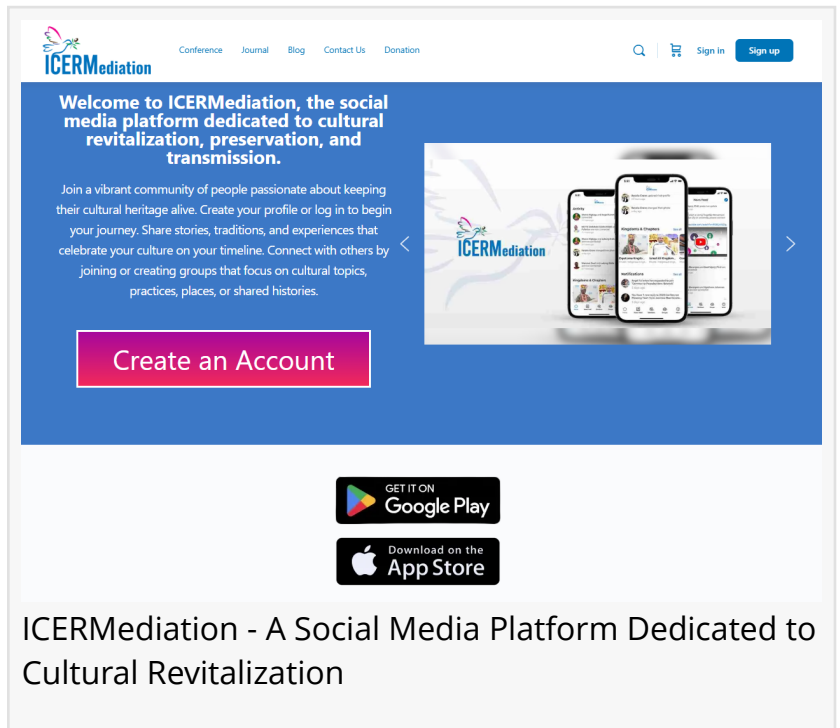 ICERMediation
Conference Journal Blog Contact Us Donation
Sign in Sign up
Welcome to ICERMediation, the social
media platform dedicated to cultural
revitalization, preservation, and
transmission.
Join a vibrant community of people passionate about keeping
their cultural heritage alive. Create your profile or log in to begin
your journey. Share stories, traditions, and experiences that
celebrate your culture on your timeline. Connect with others by
joining or creating groups that focus on cultural topics,
practices, places, or shared histories.
Create an Account
ICERMediation
Kingdoms & Chapters
Notifications
GET IT ON
Google Play
Download on the
App Store
ICERMediation - A Social Media Platform Dedicated to
Cultural Revitalization